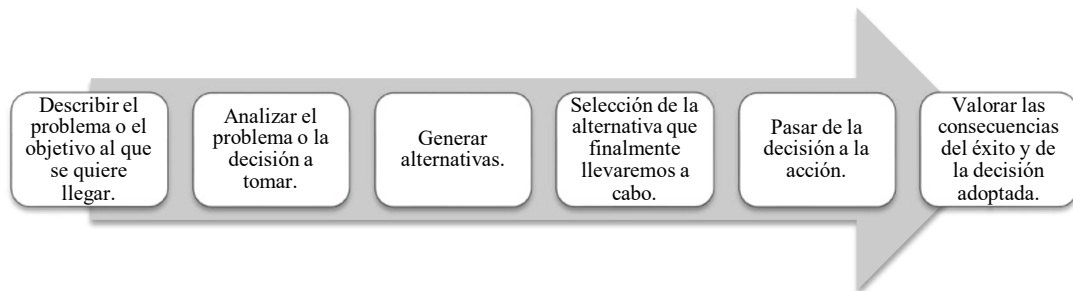 Describir el
problema o el
objetivo al que
se quiere
llegar.
Analizar el
problema o la
decisión a
tomar.
Generar
alternativas.
Selección de la
alternativa que
finalmente
llevaremos a
cabo.
Pasar de la
decisión a la
acción.
Valorar las
consecuencias
del éxito y de
la decisión
adoptada.